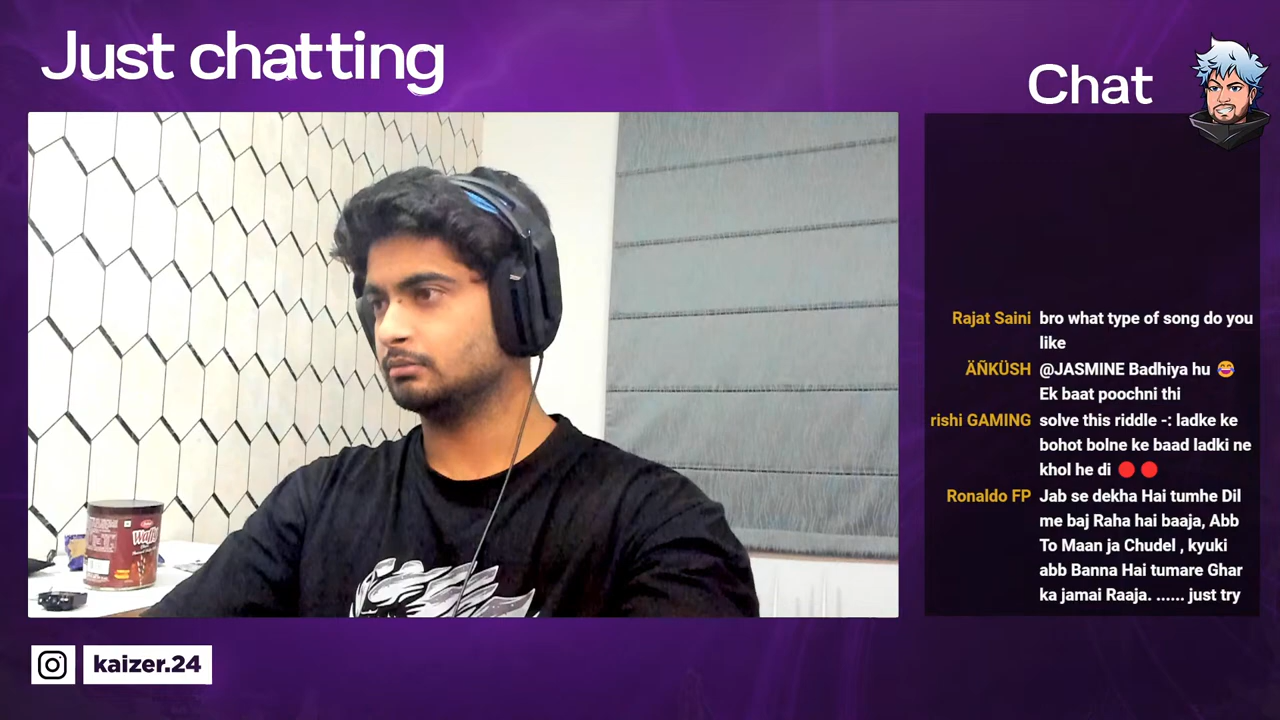 Just chatting
Chat
Rajat Saini bro what type of song do you
like
ÄÑKÜSH @JASMINE Badhiya hu 😂
Ek baat poochni thi
rishi GAMING solve this riddle -: ladke ke
bohot bolne ke baad ladki ne
khol he di 🔴 🔴
Ronaldo FP Jab se dekha Hai tumhe Dil
me baj Raha hai baaja, Abb
To Maan ja Chudel , kyuki
abb Banna Hai tumare Ghar
ka jamai Raaja. ...... just try
kaizer.24